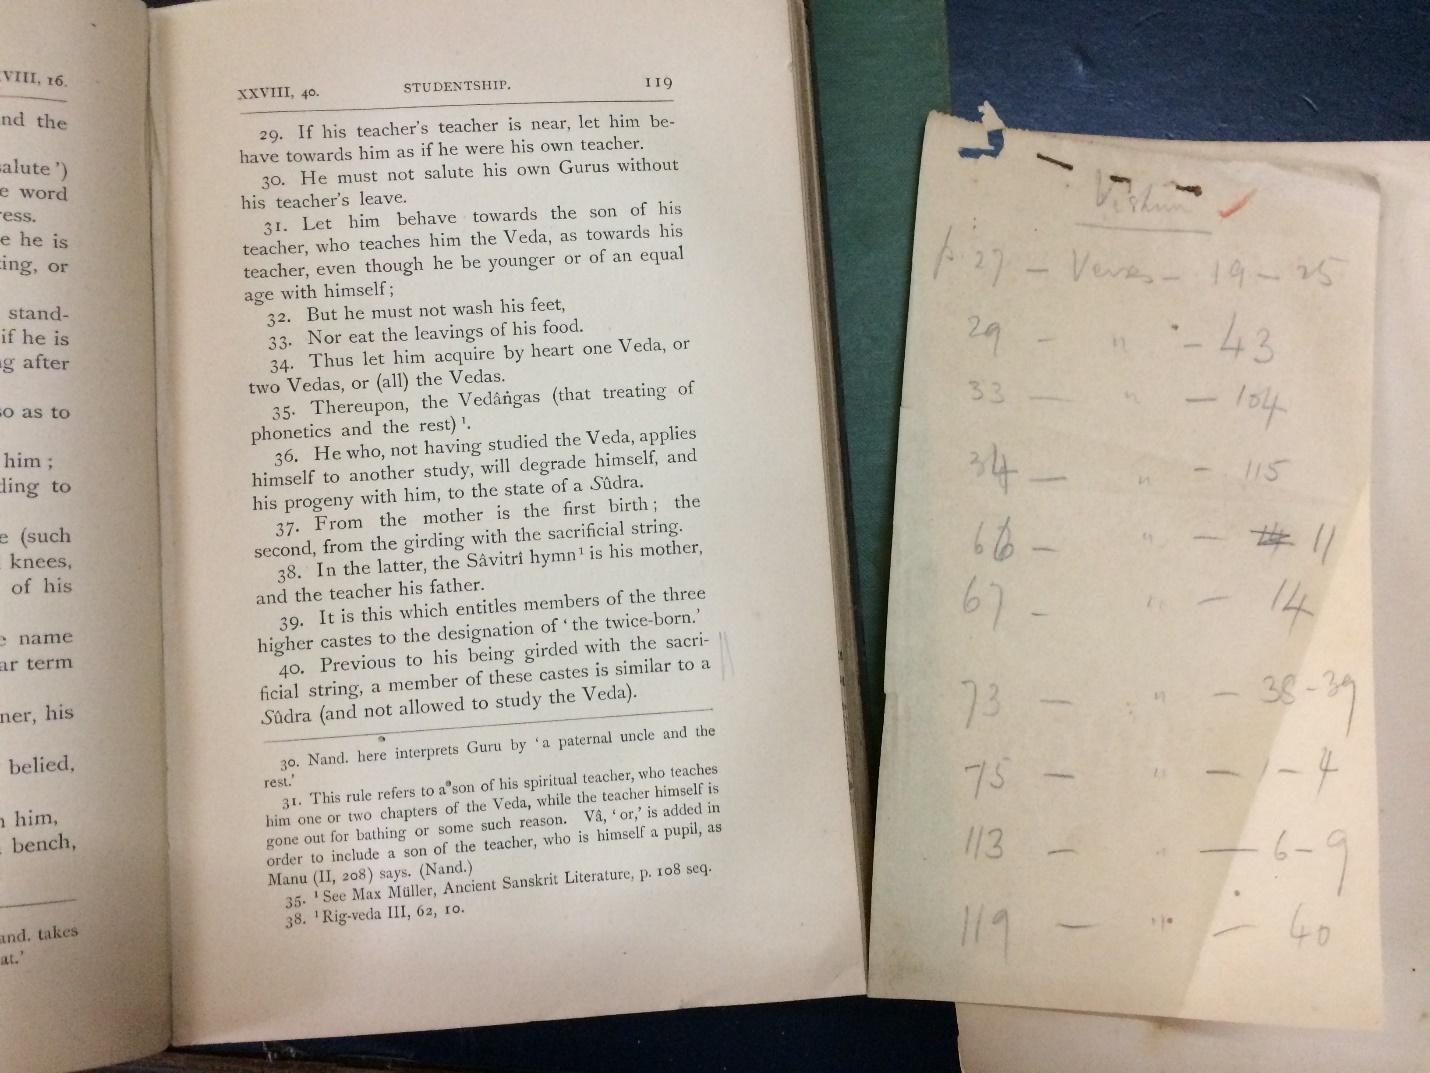 VIII, 16.
nd the
alute')
e word
ress.
e he is
ing, or
stand-
if he is
g after
so as to
him;
ding to
e (such
knees,
of his
e name
ar term
ner, his
belied,
him,
bench,
and. takes
at.'
XXVIII, 40. STUDENTSHIP. 119
29. If his teacher's teacher is near, let him be-
have towards him as if he were his own teacher.
30. He must not salute his own Gurus without
his teacher's leave.
31. Let him behave towards the son of his
teacher, who teaches him the Veda, as towards his
teacher, even though he be younger or of an equal
age with himself;
32. But he must not wash his feet,
33. Nor eat the leavings of his food.
34. Thus let him acquire by heart one Veda, or
two Vedas, or (all) the Vedas.
35. Thereupon, the Vedâṅgas (that treating of
phonetics and the rest)¹.
36. He who, not having studied the Veda, applies
himself to another study, will degrade himself, and
his progeny with him, to the state of a Sûdra.
37. From the mother is the first birth; the
second, from the girding with the sacrificial string.
38. In the latter, the Sâvitrî hymn¹ is his mother,
and the teacher his father.
39. It is this which entitles members of the three
higher castes to the designation of 'the twice-born.'
40. Previous to his being girded with the sacri-
ficial string, a member of these castes is similar to a
Sûdra (and not allowed to study the Veda).
30. Nand. here interprets Guru by 'a paternal uncle and the
rest.'
31. This rule refers to a son of his spiritual teacher, who teaches
him one or two chapters of the Veda, while the teacher himself is
gone out for bathing or some such reason. Vâ, 'or,' is added in
order to include a son of the teacher, who is himself a pupil, as
Manu (II, 208) says. (Nand.)
35. ¹ See Max Müller, Ancient Sanskrit Literature, p. 108 seq.
38. ¹ Rig-veda III, 62, 10.
Vishnu
p. 27 — Verses — 19 — 25
29 — " — 43
33 — " — 104
34 — " — 115
66 — " — 11
67 — " — 14
73 — " — 38-39
75 — " — 1-4
113 — " — 6-9
119 — " — 40